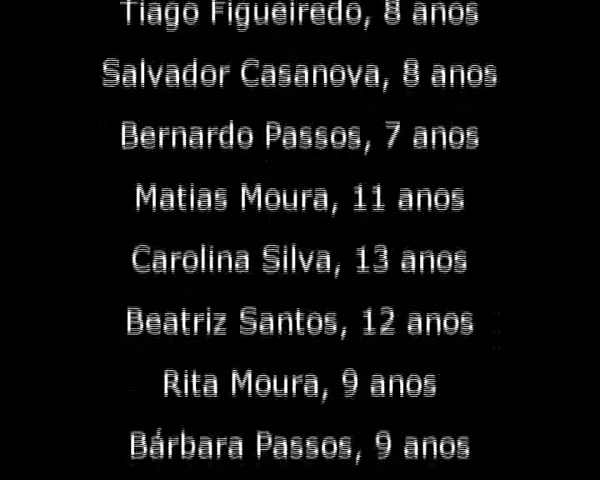 Tiago Figueiredo, 8 anos
Salvador Casanova, 8 anos
Bernardo Passos, 7 anos
Matias Moura, 11 anos
Carolina Silva, 13 anos
Beatriz Santos, 12 anos
Rita Moura, 9 anos
Bárbara Passos, 9 anos